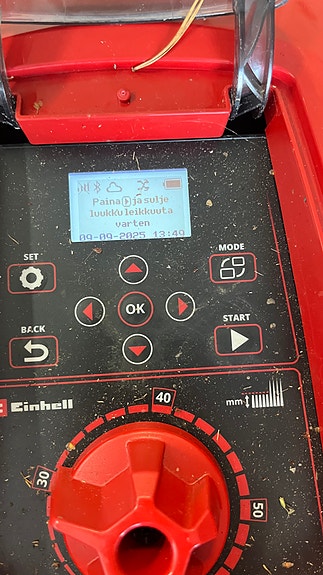 Paina ▷ ja sulje
luukku leikkuuta
varten
09-09-2025 13:49
SET
MODE
OK
BACK
START
Einhell
mm
30
40
50